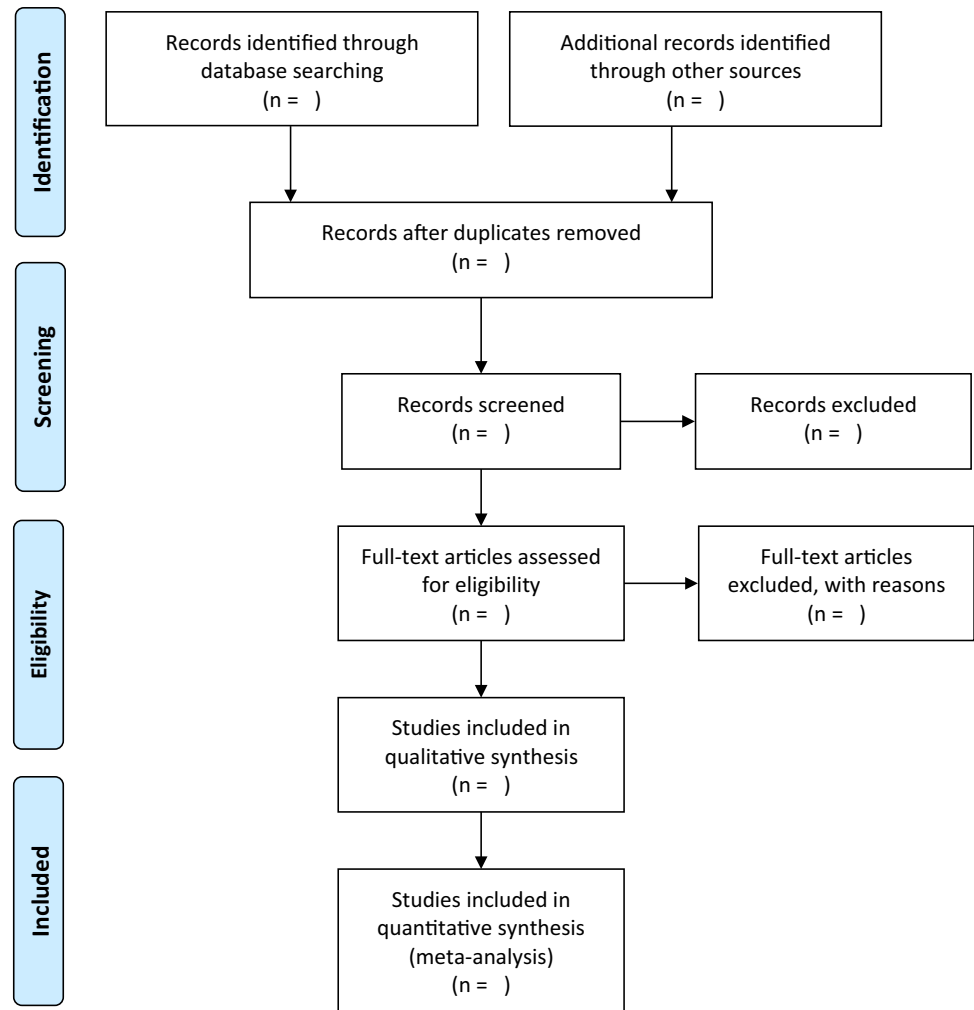 Identification
Records identified through
database searching
(n =   )
Additional records identified
through other sources
(n =   )
Records after duplicates removed
(n =   )
Screening
Records screened
(n =   )
Records excluded
(n =   )
Eligibility
Full-text articles assessed
for eligibility
(n =   )
Full-text articles
excluded, with reasons
(n =   )
Studies included in
qualitative synthesis
(n =   )
Included
Studies included in
quantitative synthesis
(meta-analysis)
(n =   )